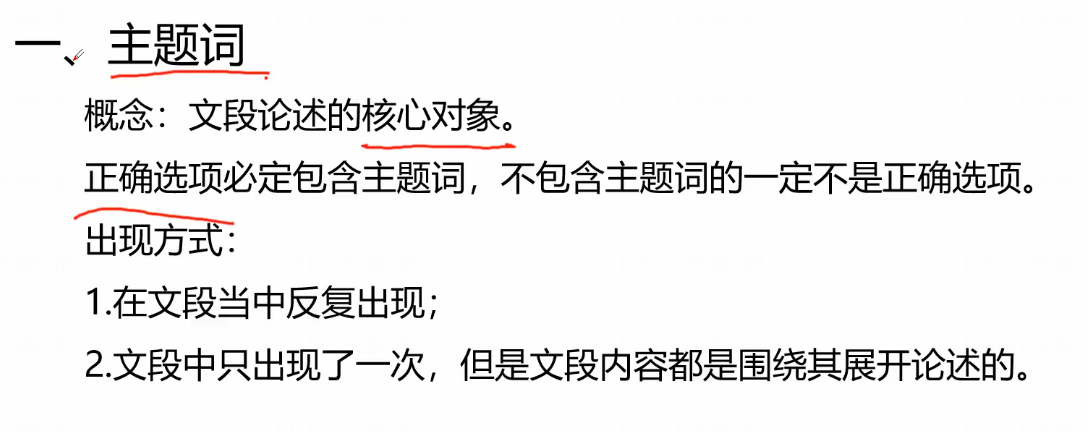 一、主题词
概念：文段论述的核心对象。
正确选项必定包含主题词，不包含主题词的一定不是正确选项。
出现方式：
1.在文段当中反复出现；
2.文段中只出现了一次，但是文段内容都是围绕其展开论述的。